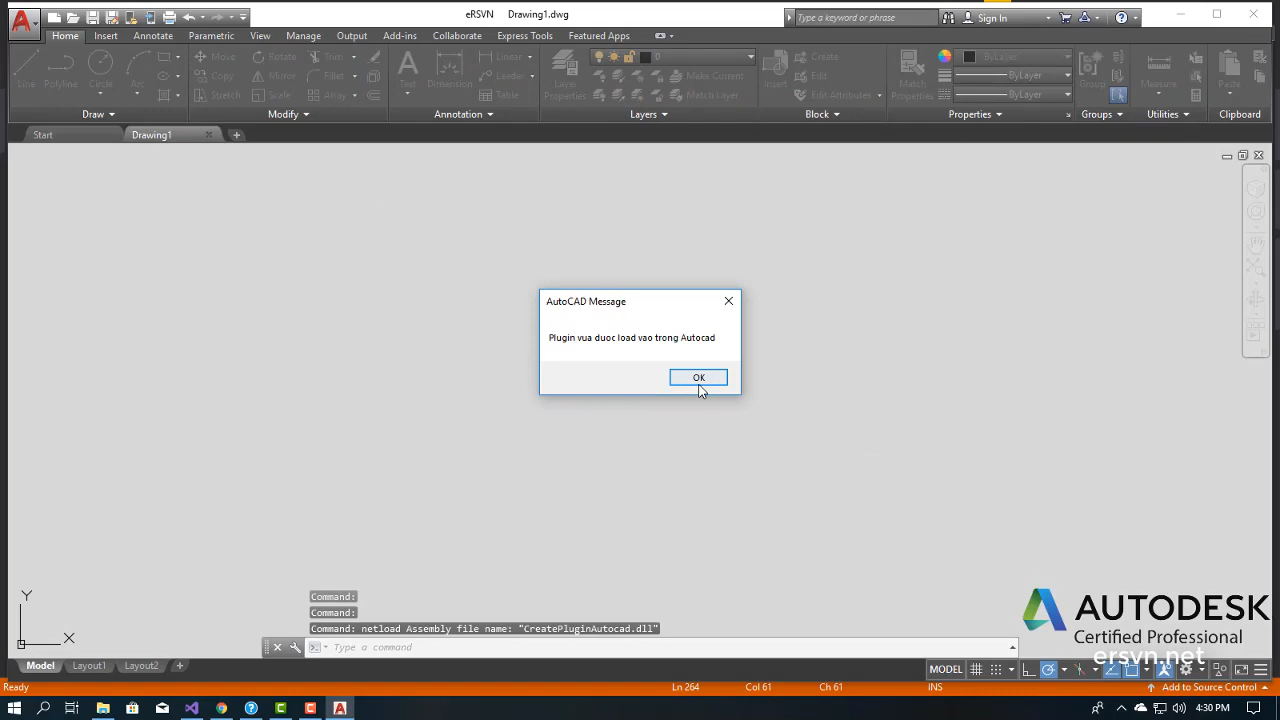 eRSVN Drawing1.dwg
Type a keyword or phrase
Sign In
Home Insert Annotate Parametric View Manage Output Add-ins Collaborate Express Tools Featured Apps
Line Polyline Circle Arc
Move Rotate Trim
Copy Mirror Fillet
Stretch Scale Array
Text Dimension
Linear
Leader
Table
Layer Properties
0
Make Current
Match Layer
Insert
Create
Edit
Edit Attributes
Match Properties
ByLayer
ByLayer
ByLayer
Group
Measure
Paste
Draw Modify Annotation Layers Block Properties Groups Utilities Clipboard
Start Drawing1
AutoCAD Message
Plugin vua duoc load vao trong Autocad
OK
Y
X
Command:
Command:
Command: netload Assembly file name: "CreatePluginAutocad.dll"
Type a command
AUTODESK
Certified Professional
ersvn.net
Model Layout1 Layout2
MODEL
Ready Ln 264 Col 61 Ch 61 INS Add to Source Control
4:30 PM